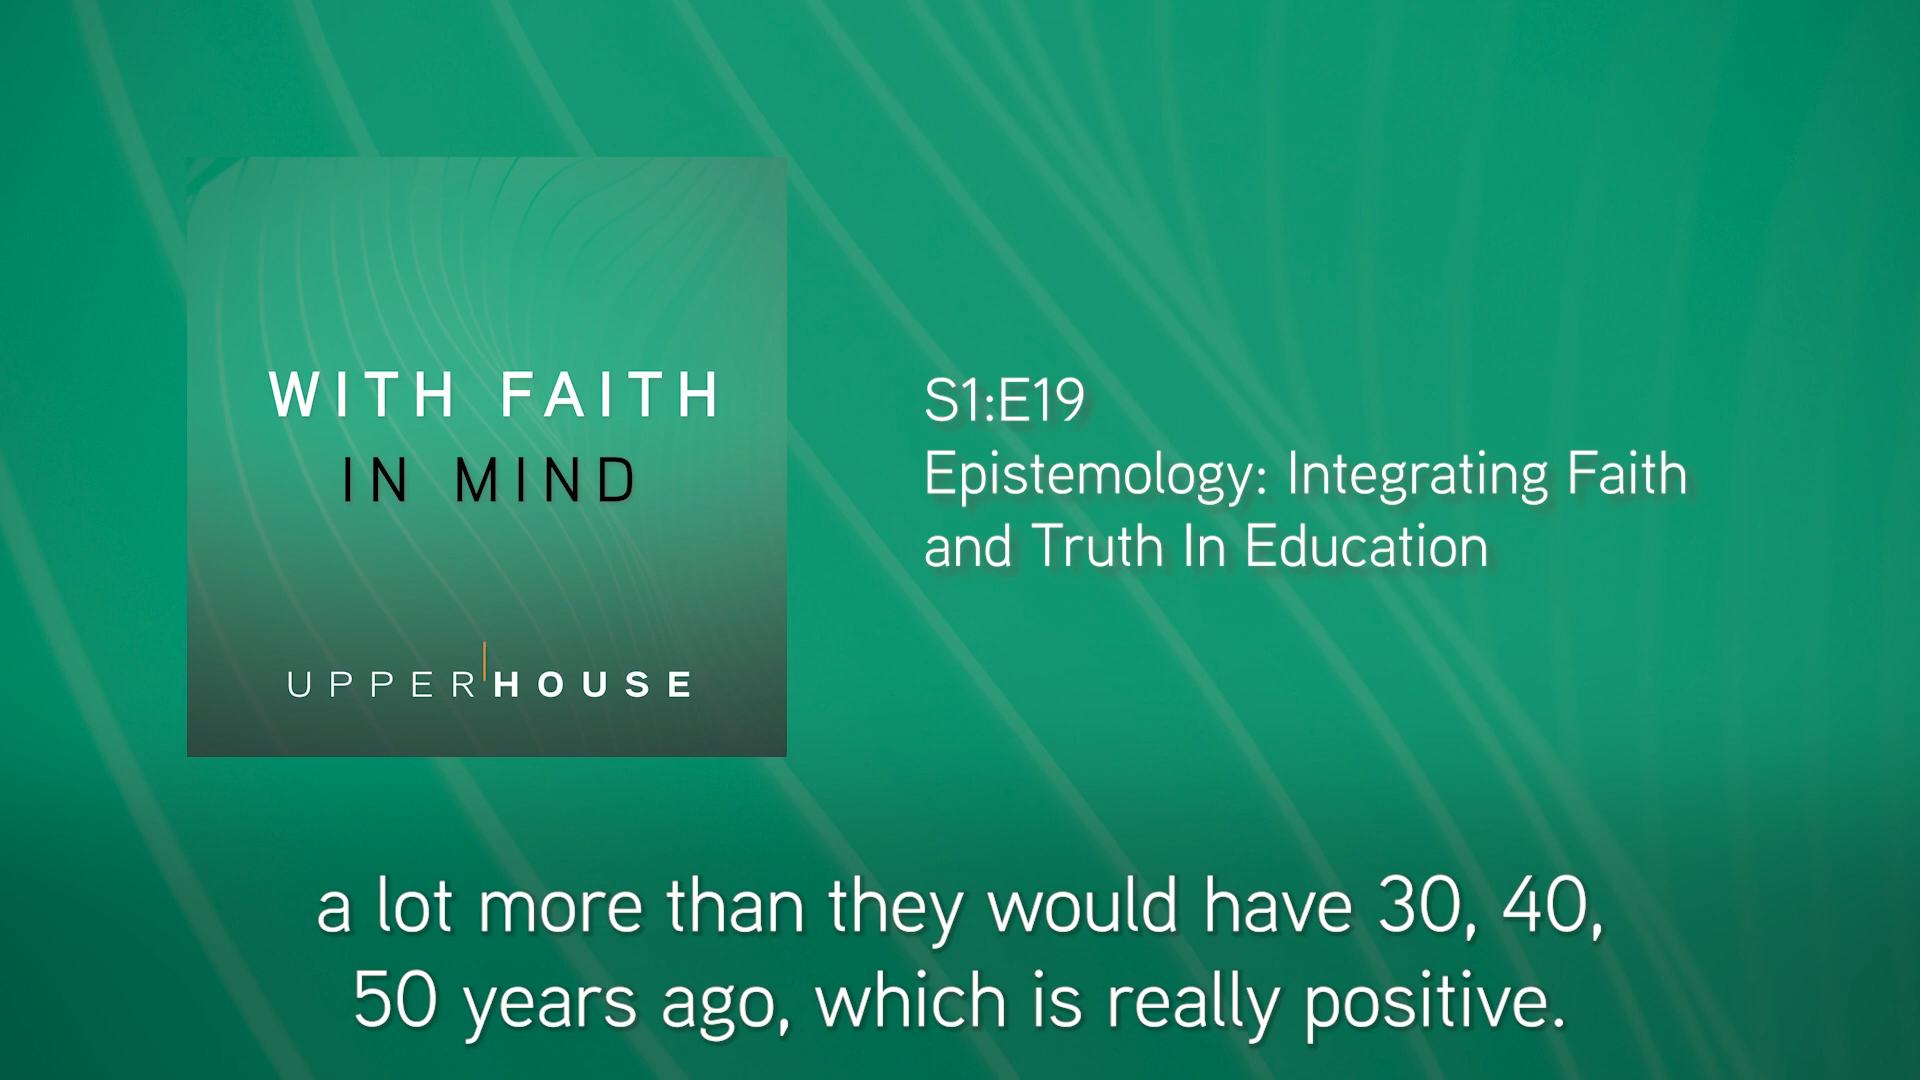 WITH FAITH
IN MIND
UPPER HOUSE
S1:E19
Epistemology: Integrating Faith
and Truth In Education
a lot more than they would have 30, 40,
50 years ago, which is really positive.